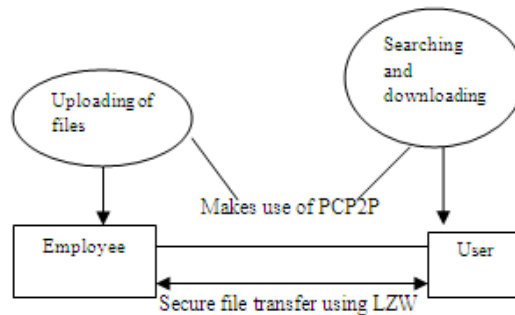 Searching
and
downloading
Uploading of
files
Makes use of PCP2P
Employee
User
Secure file transfer using LZW